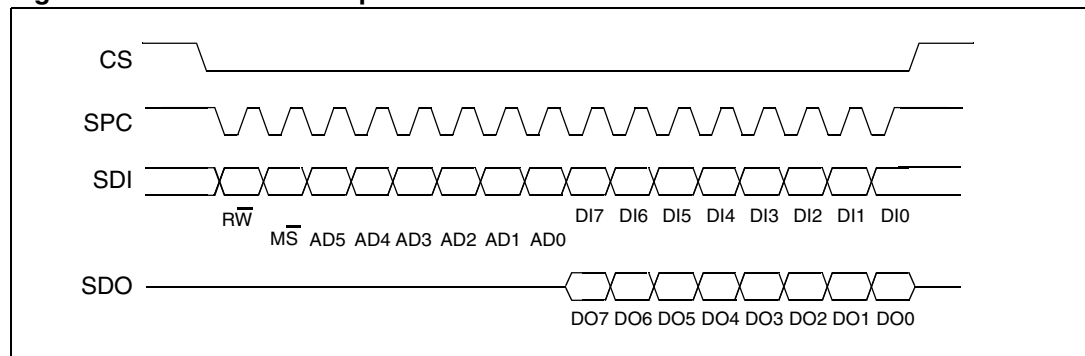 CS
SPC
SDI
DI7 DI6 DI5 DI4 DI3 DI2 DI1 DI0
RW̅
MS̅ AD5 AD4 AD3 AD2 AD1 AD0
SDO
DO7 DO6 DO5 DO4 DO3 DO2 DO1 DO0